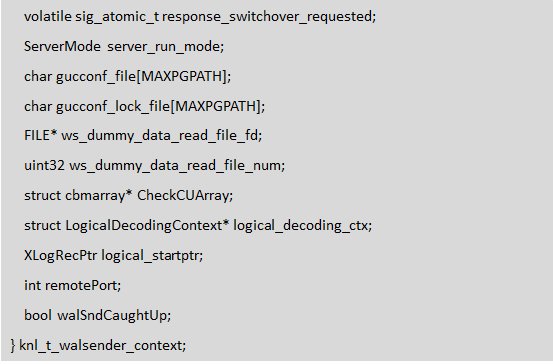 volatile sig_atomic_t response_switchover_requested;
ServerMode server_run_mode;
char gucconf_file[MAXPGPATH];
char gucconf_lock_file[MAXPGPATH];
FILE* ws_dummy_data_read_file_fd;
uint32 ws_dummy_data_read_file_num;
struct cbmarray* CheckCUArray;
struct LogicalDecodingContext* logical_decoding_ctx;
XLogRecPtr logical_startptr;
int remotePort;
bool walSndCaughtUp;
} knl_t_walsender_context;